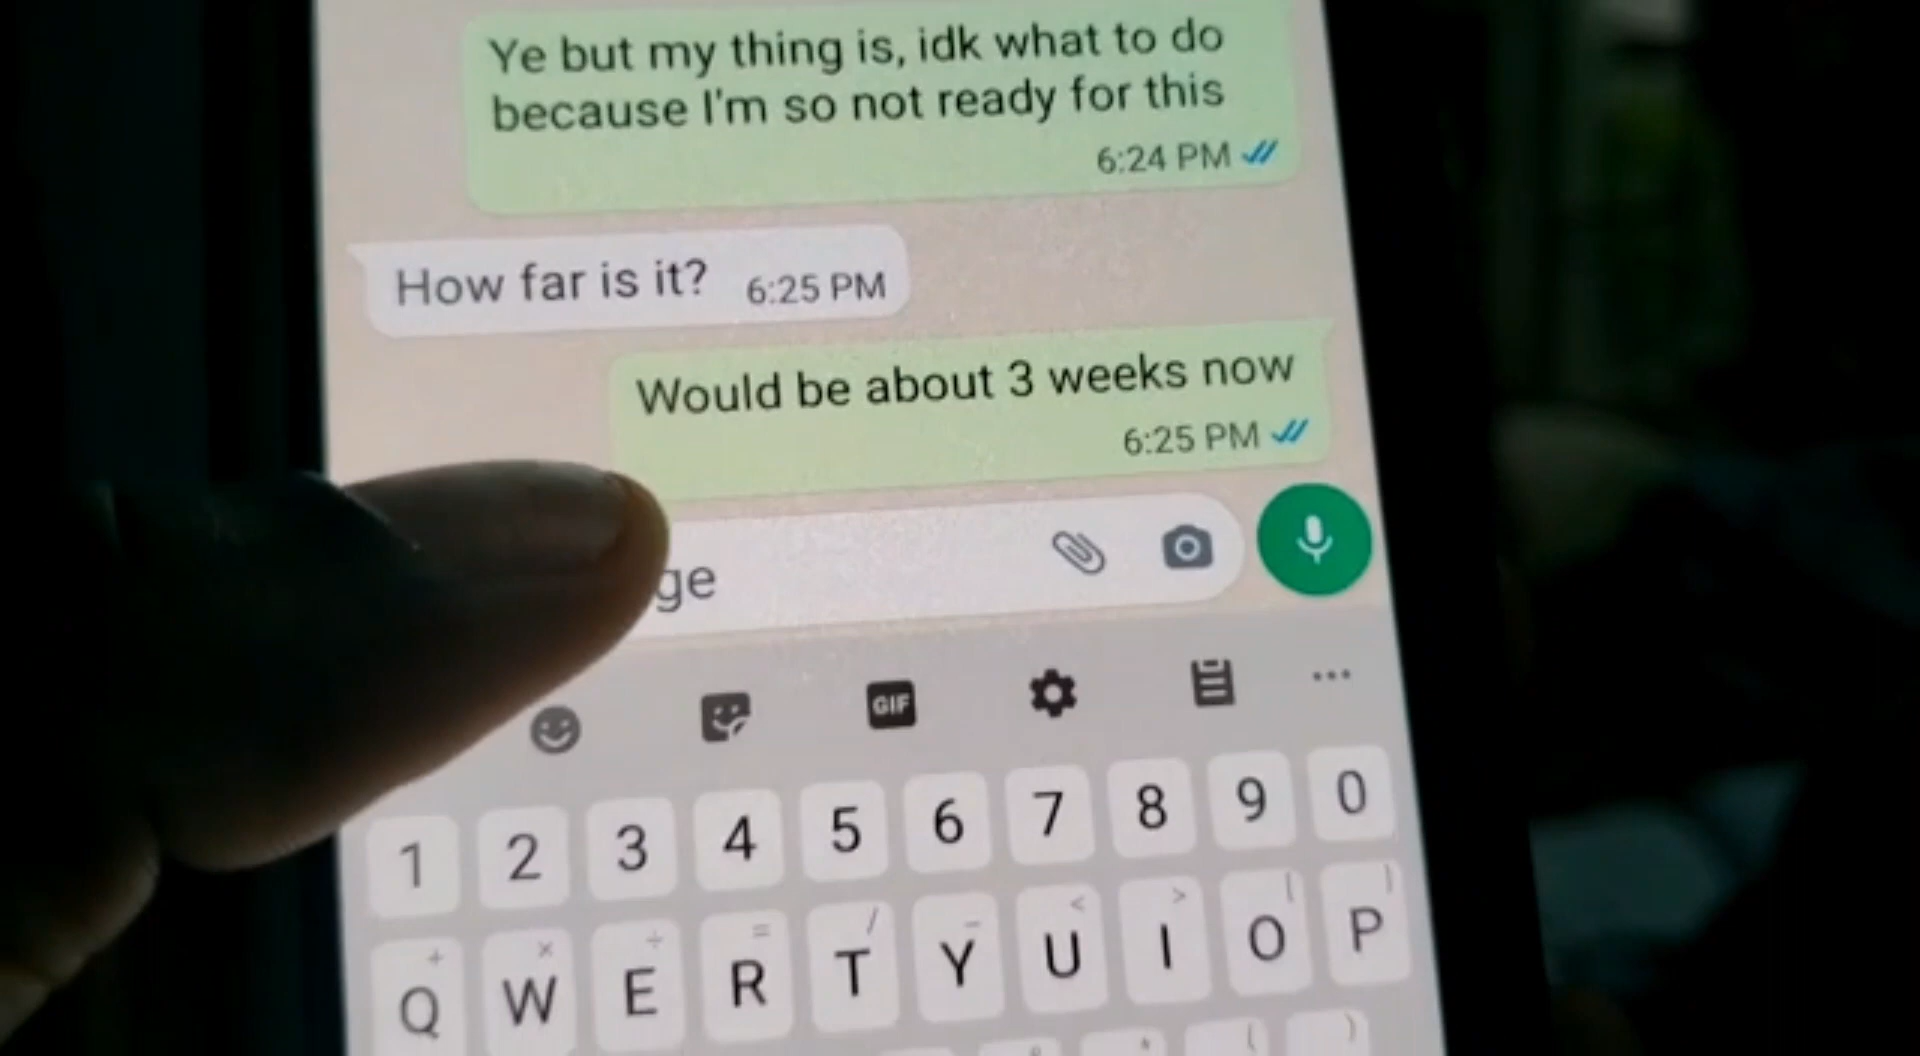 Ye but my thing is, idk what to do
because I'm so not ready for this
6:24 PM
How far is it? 6:25 PM
Would be about 3 weeks now
6:25 PM
ge
GIF
1 2 3 4 5 6 7 8 9 0
+ × ÷ = / _ < > [ ]
Q W E R T Y U I O P